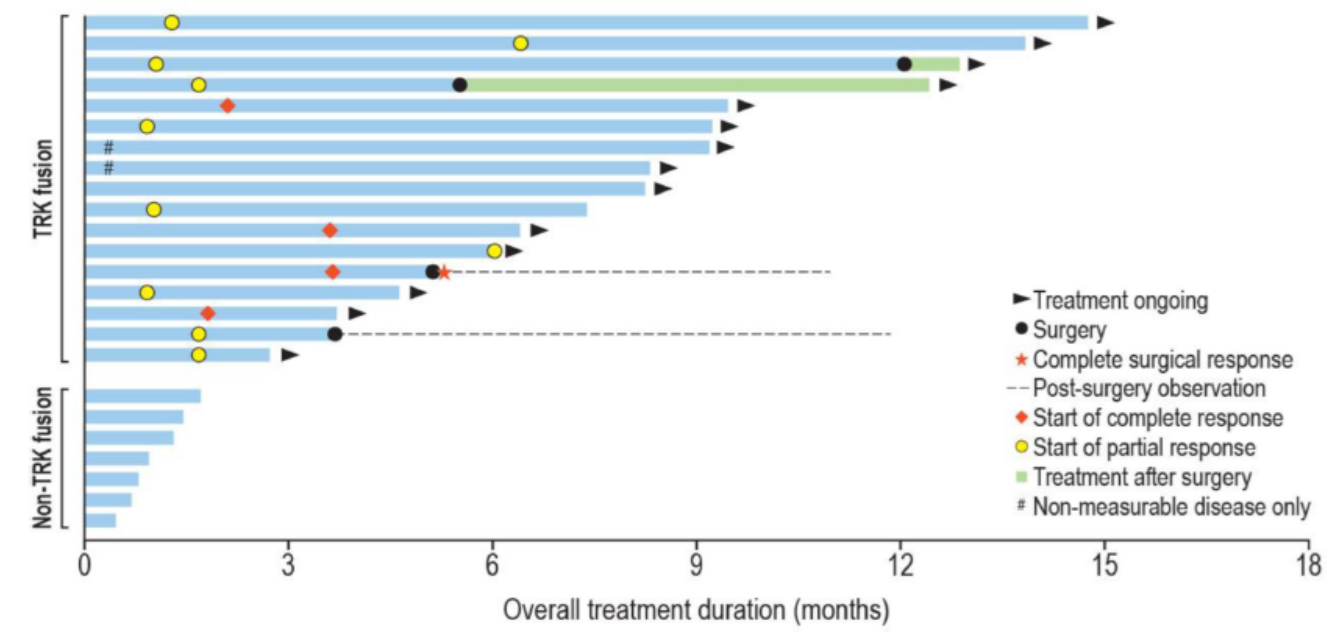 TRK fusion
#
#
Non-TRK fusion
Treatment ongoing
Surgery
Complete surgical response
Post-surgery observation
Start of complete response
Start of partial response
Treatment after surgery
# Non-measurable disease only
0 3 6 9 12 15 18
Overall treatment duration (months)